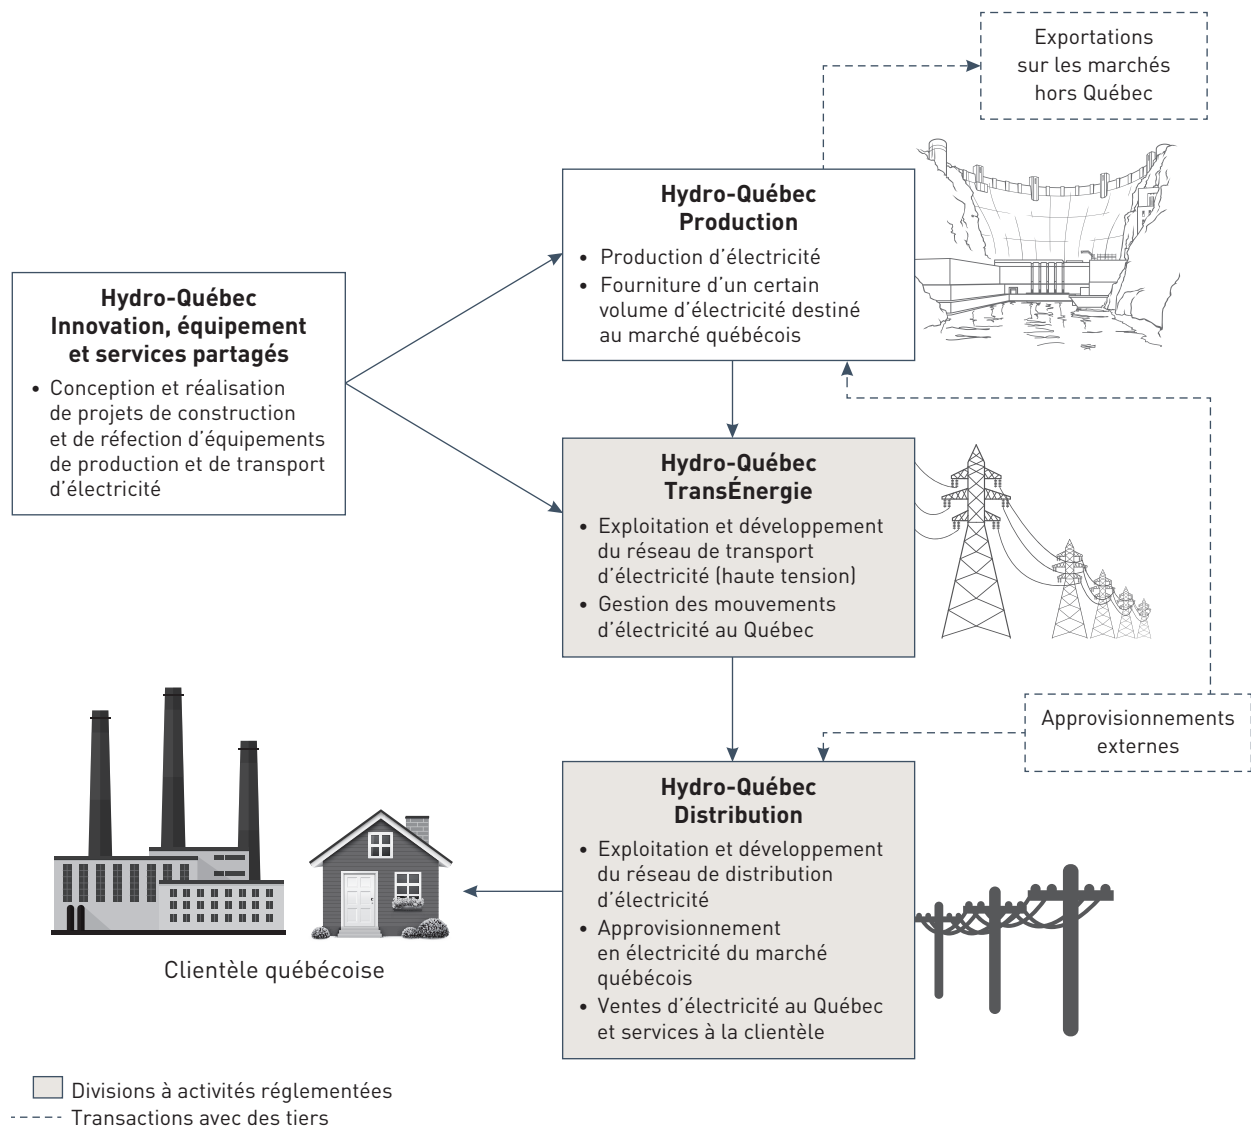 Exportations
sur les marchés
hors Québec
Hydro-Québec
Production
• Production d’électricité
• Fourniture d’un certain
volume d’électricité destiné
au marché québécois
Hydro-Québec
Innovation, équipement
et services partagés
• Conception et réalisation
de projets de construction
et de réfection d’équipements
de production et de transport
d’électricité
Hydro-Québec
TransÉnergie
• Exploitation et développement
du réseau de transport
d’électricité (haute tension)
• Gestion des mouvements
d’électricité au Québec
Approvisionnements
externes
Hydro-Québec
Distribution
• Exploitation et développement
du réseau de distribution
d’électricité
• Approvisionnement
en électricité du marché
québécois
• Ventes d’électricité au Québec
et services à la clientèle
Clientèle québécoise
Divisions à activités réglementées
Transactions avec des tiers